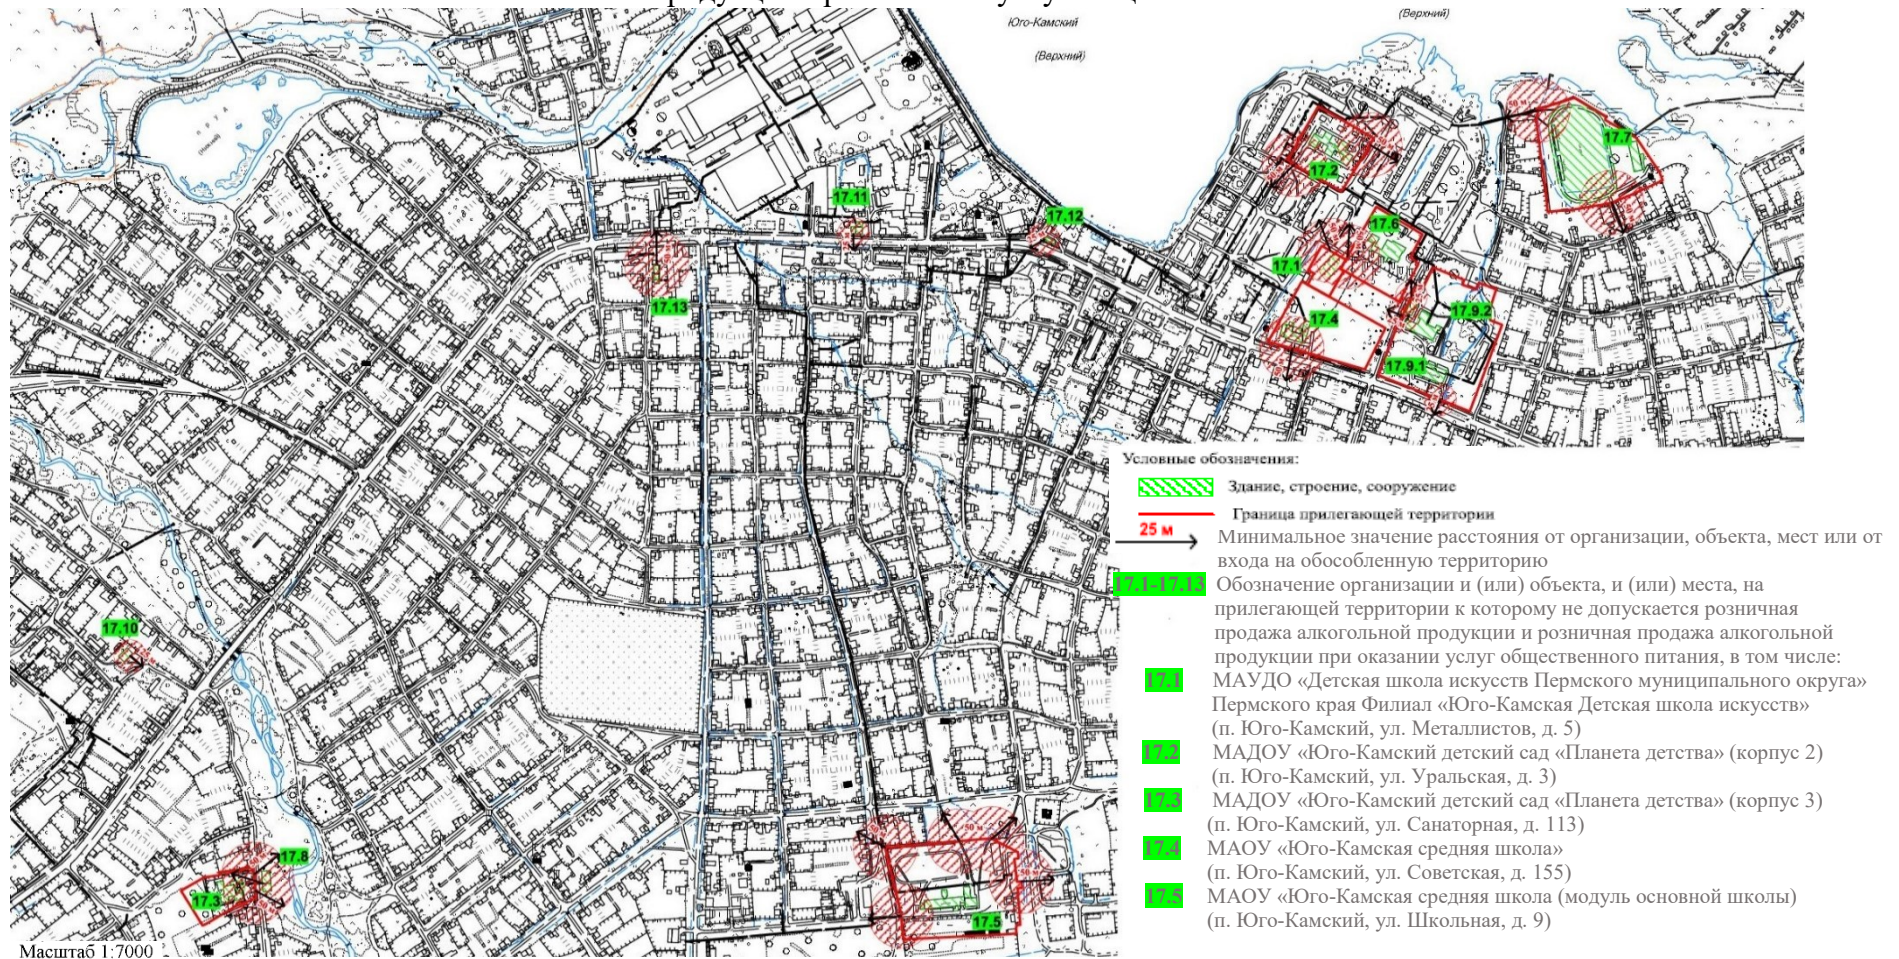 Юго-Камский
(Верхний)
(Верхний)
17.7
17.2
17.11
17.12
17.6
17.1
17.13
17.4
17.9.2
17.9.1
17.10
17.8
17.3
17.5
50 м
50 м
50 м
Масштаб 1:7000
Условные обозначения:
Здание, строение, сооружение
Граница прилегающей территории
25 м
Минимальное значение расстояния от организации, объекта, мест или от
входа на обособленную территорию
17.1-17.13 Обозначение организации и (или) объекта, и (или) места, на
прилегающей территории к которому не допускается розничная
продажа алкогольной продукции и розничная продажа алкогольной
продукции при оказании услуг общественного питания, в том числе:
17.1 МАУДО «Детская школа искусств Пермского муниципального округа»
Пермского края Филиал «Юго-Камская Детская школа искусств»
(п. Юго-Камский, ул. Металлистов, д. 5)
17.2 МАДОУ «Юго-Камский детский сад «Планета детства» (корпус 2)
(п. Юго-Камский, ул. Уральская, д. 3)
17.3 МАДОУ «Юго-Камский детский сад «Планета детства» (корпус 3)
(п. Юго-Камский, ул. Санаторная, д. 113)
17.4 МАОУ «Юго-Камская средняя школа»
(п. Юго-Камский, ул. Советская, д. 155)
17.5 МАОУ «Юго-Камская средняя школа (модуль основной школы)
(п. Юго-Камский, ул. Школьная, д. 9)